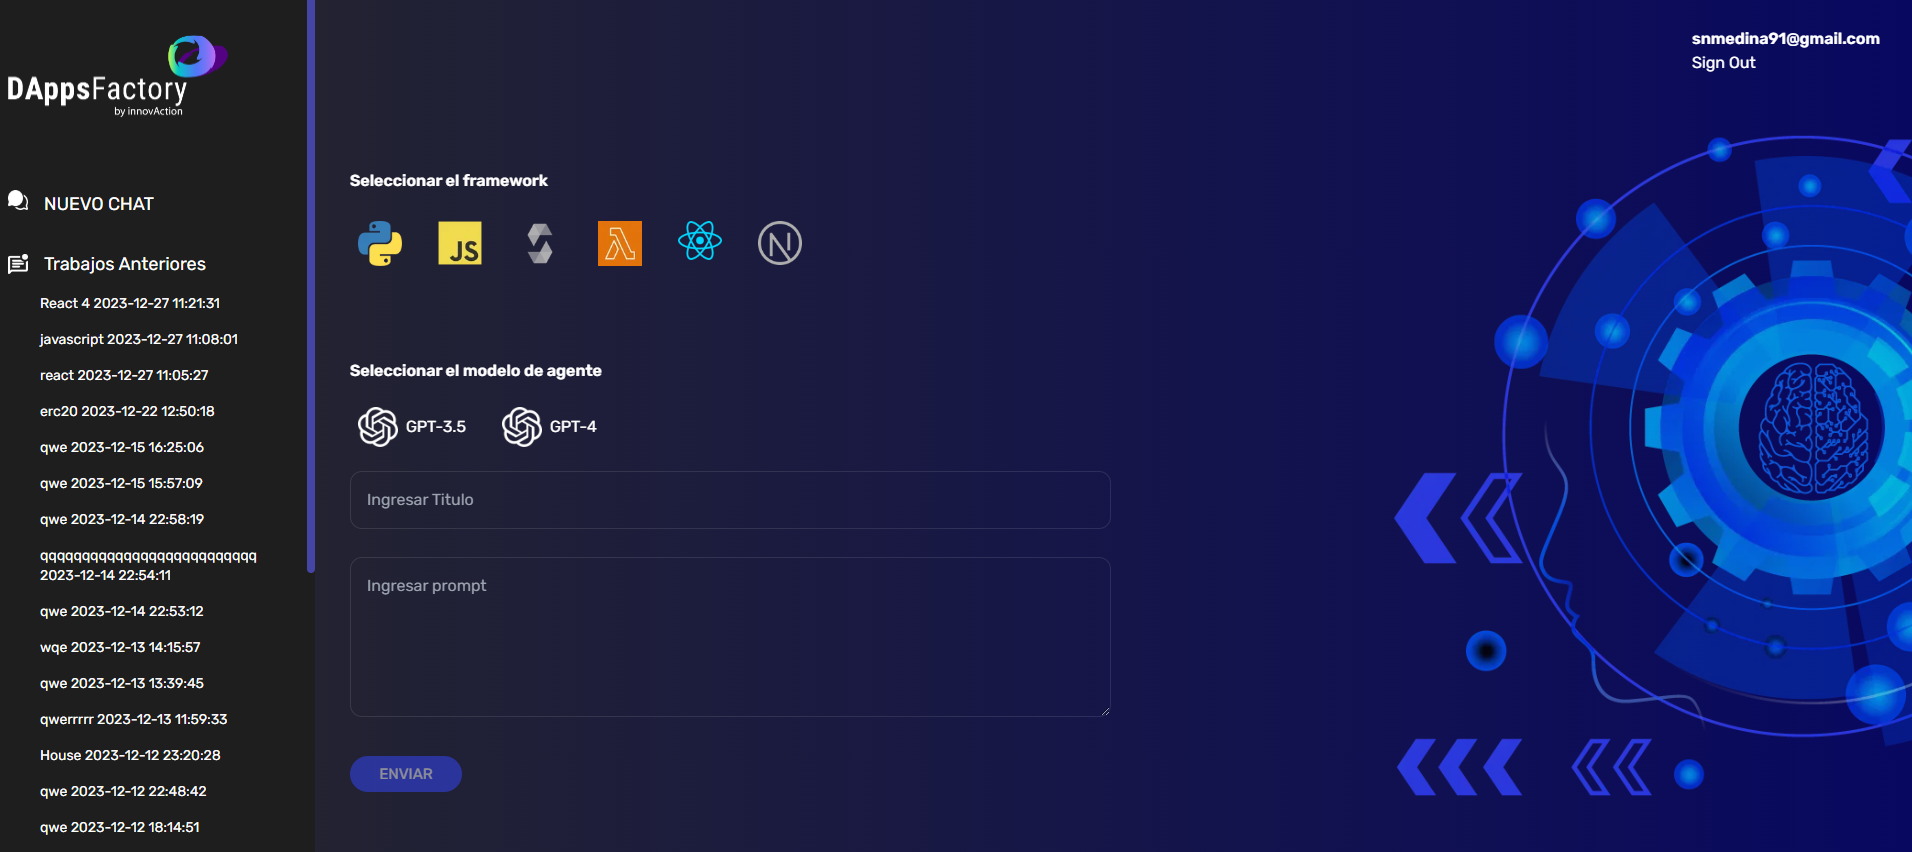 DAppsFactory
by innovAction
NUEVO CHAT
Trabajos Anteriores
React 4 2023-12-27 11:21:31
javascript 2023-12-27 11:08:01
react 2023-12-27 11:05:27
erc20 2023-12-22 12:50:18
qwe 2023-12-15 16:25:06
qwe 2023-12-15 15:57:09
qwe 2023-12-14 22:58:19
qqqqqqqqqqqqqqqqqqqqqqqqqq
2023-12-14 22:54:11
qwe 2023-12-14 22:53:12
wqe 2023-12-13 14:15:57
qwe 2023-12-13 13:39:45
qwerrrrr 2023-12-13 11:59:33
House 2023-12-12 23:20:28
qwe 2023-12-12 22:48:42
qwe 2023-12-12 18:14:51
snmedina91@gmail.com
Sign Out
Seleccionar el framework
JS
Seleccionar el modelo de agente
GPT-3.5
GPT-4
Ingresar Titulo
Ingresar prompt
ENVIAR